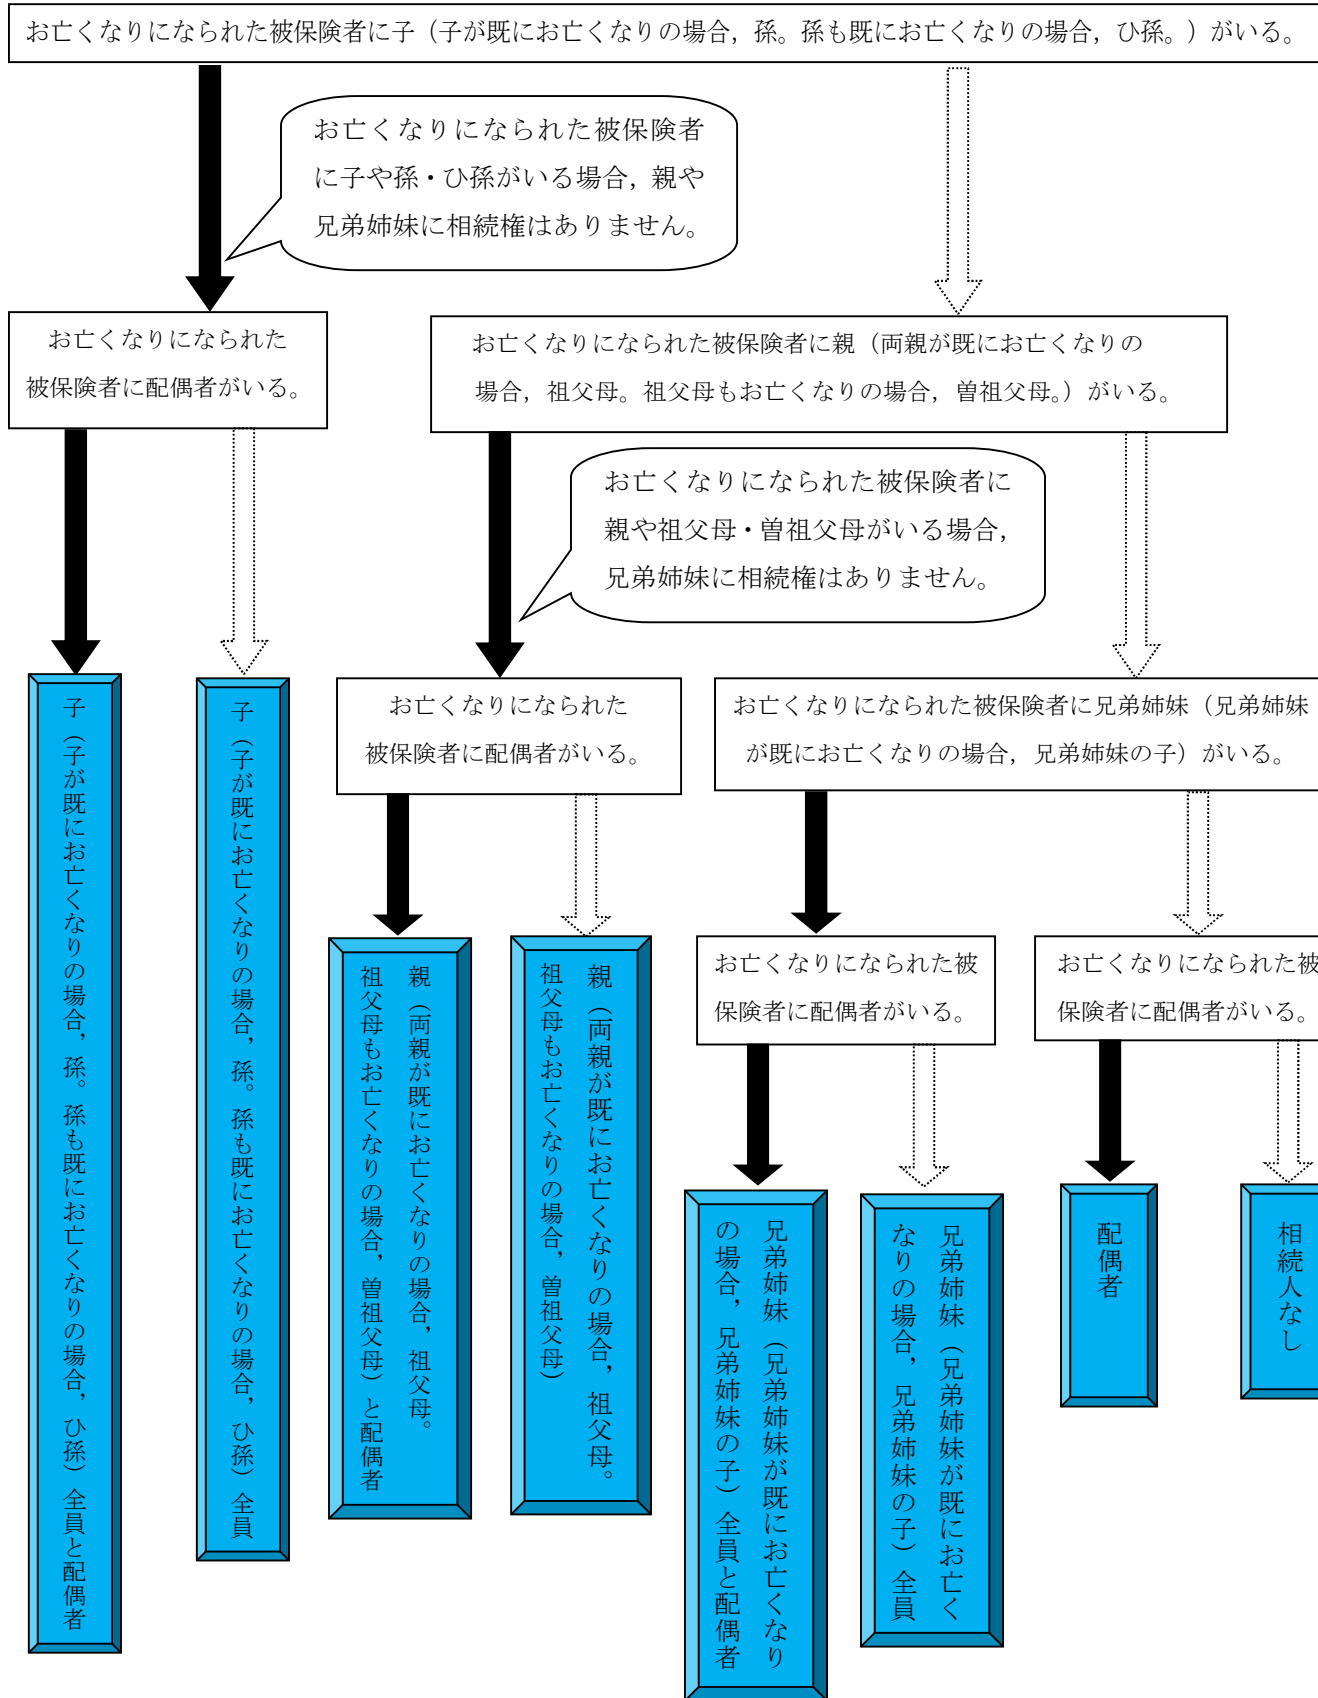 お亡くなりになられた被保険者に子（子が既にお亡くなりの場合，孫。孫も既にお亡くなりの場合，ひ孫。）がいる。
お亡くなりになられた被保険者
に子や孫・ひ孫がいる場合，親や
兄弟姉妹に相続権はありません。
お亡くなりになられた
被保険者に配偶者がいる。
お亡くなりになられた被保険者に親（両親が既にお亡くなりの
場合，祖父母。祖父母もお亡くなりの場合，曽祖父母。）がいる。
お亡くなりになられた被保険者に
親や祖父母・曽祖父母がいる場合，
兄弟姉妹に相続権はありません。
お亡くなりになられた
被保険者に配偶者がいる。
お亡くなりになられた被保険者に兄弟姉妹（兄弟姉妹
が既にお亡くなりの場合，兄弟姉妹の子）がいる。
お亡くなりになられた被
保険者に配偶者がいる。
お亡くなりになられた被
保険者に配偶者がいる。
子（子が既にお亡くなりの場合，孫。孫も既にお亡くなりの場合，ひ孫）全員と配偶者
子（子が既にお亡くなりの場合，孫。孫も既にお亡くなりの場合，ひ孫）全員
親（両親が既にお亡くなりの場合，祖父母。
祖父母もお亡くなりの場合，曽祖父母）と配偶者
親（両親が既にお亡くなりの場合，祖父母。
祖父母もお亡くなりの場合，曽祖父母）
兄弟姉妹（兄弟姉妹が既にお亡くなり
の場合，兄弟姉妹の子）全員と配偶者
兄弟姉妹（兄弟姉妹が既にお亡く
なりの場合，兄弟姉妹の子）全員
配偶者
相続人なし